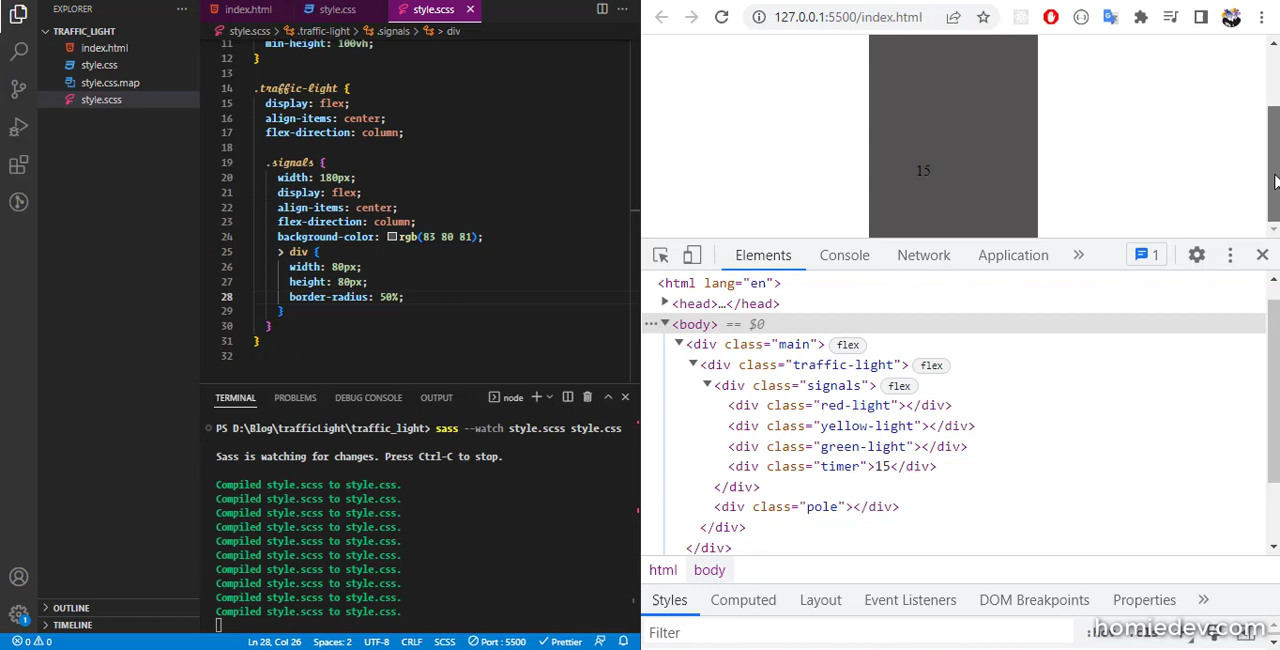 EXPLORER
TRAFFIC_LIGHT
index.html
style.css
style.css.map
style.scss
OUTLINE
TIMELINE
1
index.html style.css style.scss
style.scss > .traffic-light > .signals > div
11 min-height: 100vh;
12 }
13
14 .traffic-light {
15 display: flex;
16 align-items: center;
17 flex-direction: column;
18
19 .signals {
20 width: 180px;
21 display: flex;
22 align-items: center;
23 flex-direction: column;
24 background-color: rgb(83 80 81);
25 > div {
26 width: 80px;
27 height: 80px;
28 border-radius: 50%;
29 }
30 }
31 }
32
TERMINAL PROBLEMS DEBUG CONSOLE OUTPUT node
PS D:\Blog\trafficLight\traffic_light> sass --watch style.scss style.css
Sass is watching for changes. Press Ctrl-C to stop.
Compiled style.scss to style.css.
Compiled style.scss to style.css.
Compiled style.scss to style.css.
Compiled style.scss to style.css.
Compiled style.scss to style.css.
Compiled style.scss to style.css.
Compiled style.scss to style.css.
Compiled style.scss to style.css.
Compiled style.scss to style.css.
Compiled style.scss to style.css.
0 0 Ln 28, Col 26 Spaces: 2 UTF-8 CRLF SCSS Port : 5500 Prettier
127.0.0.1:5500/index.html
15
Elements Console Network Application » 1
<html lang="en">
<head>…</head>
<body> == $0
<div class="main"> flex
<div class="traffic-light"> flex
<div class="signals"> flex
<div class="red-light"></div>
<div class="yellow-light"></div>
<div class="green-light"></div>
<div class="timer">15</div>
</div>
<div class="pole"></div>
</div>
</div>
html body
Styles Computed Layout Event Listeners DOM Breakpoints Properties »
Filter
homiedev.com